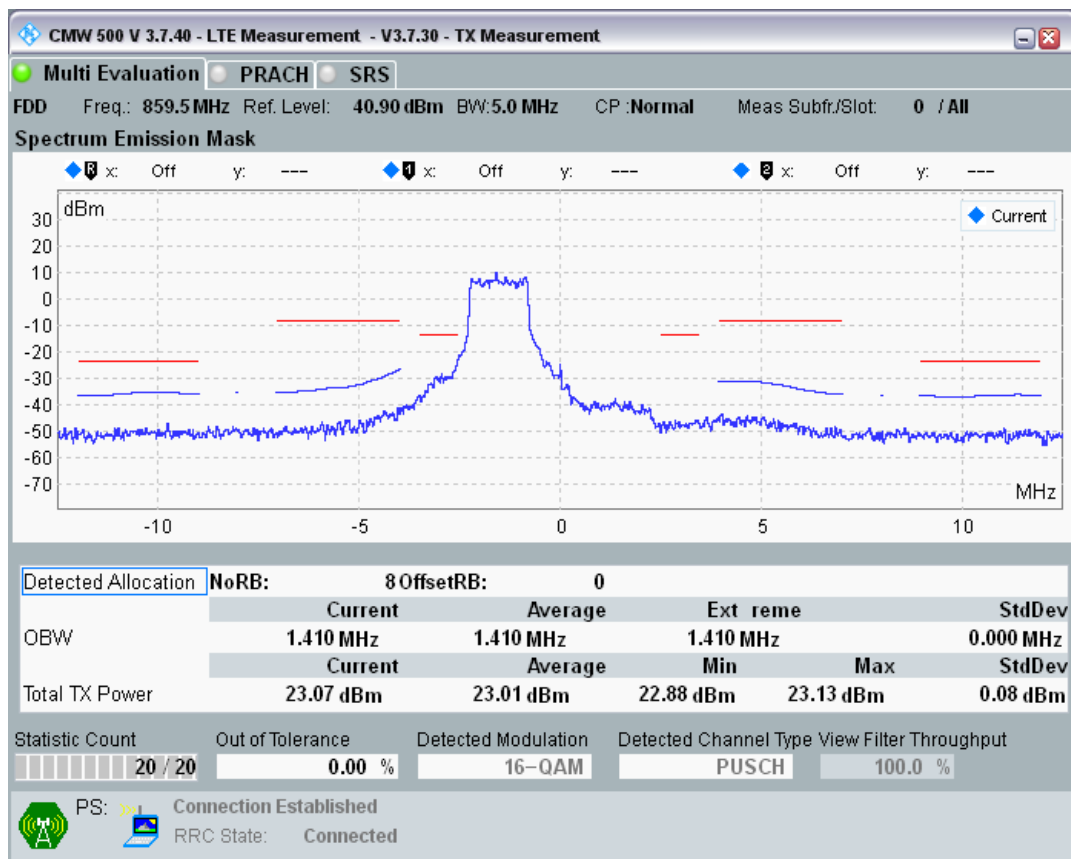 CMW 500 V 3.7.40 - LTE Measurement - V3.7.30 - TX Measurement
Multi Evaluation PRACH SRS
FDD Freq.: 859.5 MHz Ref. Level: 40.90 dBm BW:5.0 MHz CP :Normal Meas Subfr./Slot: 0 / All
Spectrum Emission Mask
R x: Off y: --- 1 x: Off y: --- 2 x: Off y: ---
dBm
Current
30
20
10
0
-10
-20
-30
-40
-50
-60
-70
MHz
-10 -5 0 5 10
Detected Allocation NoRB: 8 OffsetRB: 0
Current Average Ext reme StdDev
OBW 1.410 MHz 1.410 MHz 1.410 MHz 0.000 MHz
Current Average Min Max StdDev
Total TX Power 23.07 dBm 23.01 dBm 22.88 dBm 23.13 dBm 0.08 dBm
Statistic Count Out of Tolerance Detected Modulation Detected Channel Type View Filter Throughput
20 / 20 0.00 % 16-QAM PUSCH 100.0 %
PS: Connection Established
RRC State: Connected